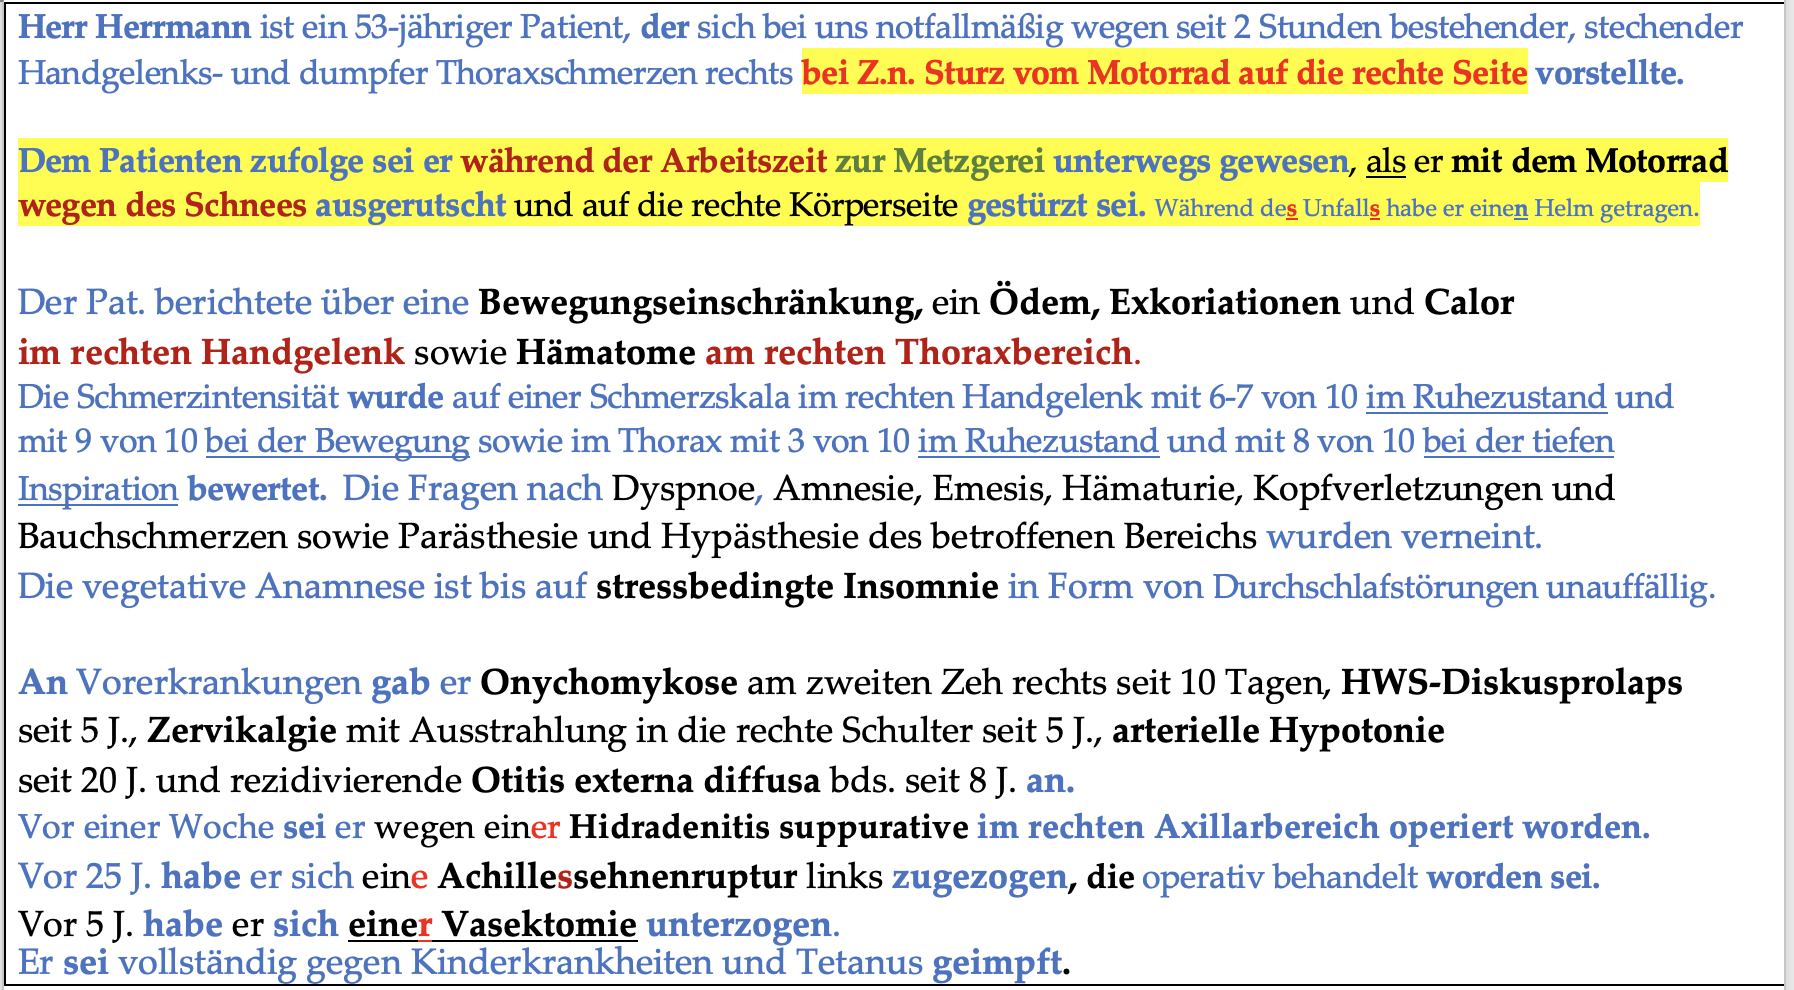 Herr Herrmann ist ein 53-jähriger Patient, der sich bei uns notfallmäßig wegen seit 2 Stunden bestehender, stechender
Handgelenks- und dumpfer Thoraxschmerzen rechts bei Z.n. Sturz vom Motorrad auf die rechte Seite vorstellte.
Dem Patienten zufolge sei er während der Arbeitszeit zur Metzgerei unterwegs gewesen, als er mit dem Motorrad
wegen des Schnees ausgerutscht und auf die rechte Körperseite gestürzt sei. Während des Unfalls habe er einen Helm getragen.
Der Pat. berichtete über eine Bewegungseinschränkung, ein Ödem, Exkoriationen und Calor
im rechten Handgelenk sowie Hämatome am rechten Thoraxbereich.
Die Schmerzintensität wurde auf einer Schmerzskala im rechten Handgelenk mit 6-7 von 10 im Ruhezustand und
mit 9 von 10 bei der Bewegung sowie im Thorax mit 3 von 10 im Ruhezustand und mit 8 von 10 bei der tiefen
Inspiration bewertet. Die Fragen nach Dyspnoe, Amnesie, Emesis, Hämaturie, Kopfverletzungen und
Bauchschmerzen sowie Parästhesie und Hypästhesie des betroffenen Bereichs wurden verneint.
Die vegetative Anamnese ist bis auf stressbedingte Insomnie in Form von Durchschlafstörungen unauffällig.
An Vorerkrankungen gab er Onychomykose am zweiten Zeh rechts seit 10 Tagen, HWS-Diskusprolaps
seit 5 J., Zervikalgie mit Ausstrahlung in die rechte Schulter seit 5 J., arterielle Hypotonie
seit 20 J. und rezidivierende Otitis externa diffusa bds. seit 8 J. an.
Vor einer Woche sei er wegen einer Hidradenitis suppurative im rechten Axillarbereich operiert worden.
Vor 25 J. habe er sich eine Achillessehnenruptur links zugezogen, die operativ behandelt worden sei.
Vor 5 J. habe er sich einer Vasektomie unterzogen.
Er sei vollständig gegen Kinderkrankheiten und Tetanus geimpft.